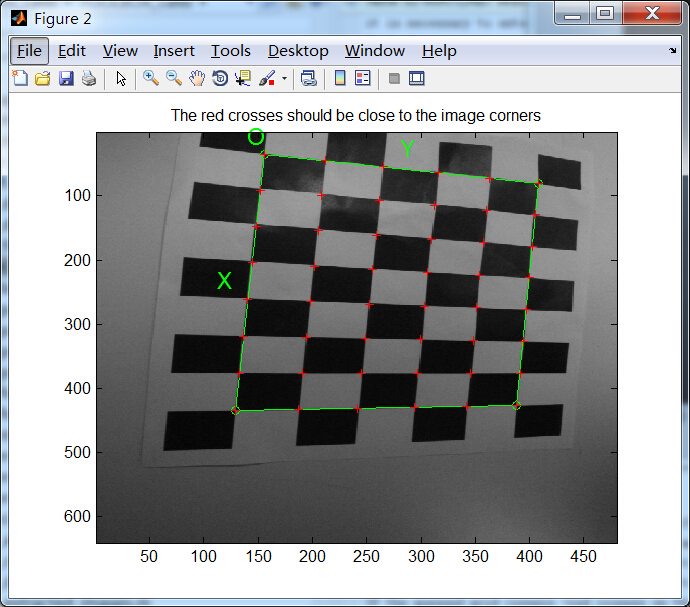 Figure 2
File Edit View Insert Tools Desktop Window Help
The red crosses should be close to the image corners
O
Y
X
100
200
300
400
500
600
50 100 150 200 250 300 350 400 450